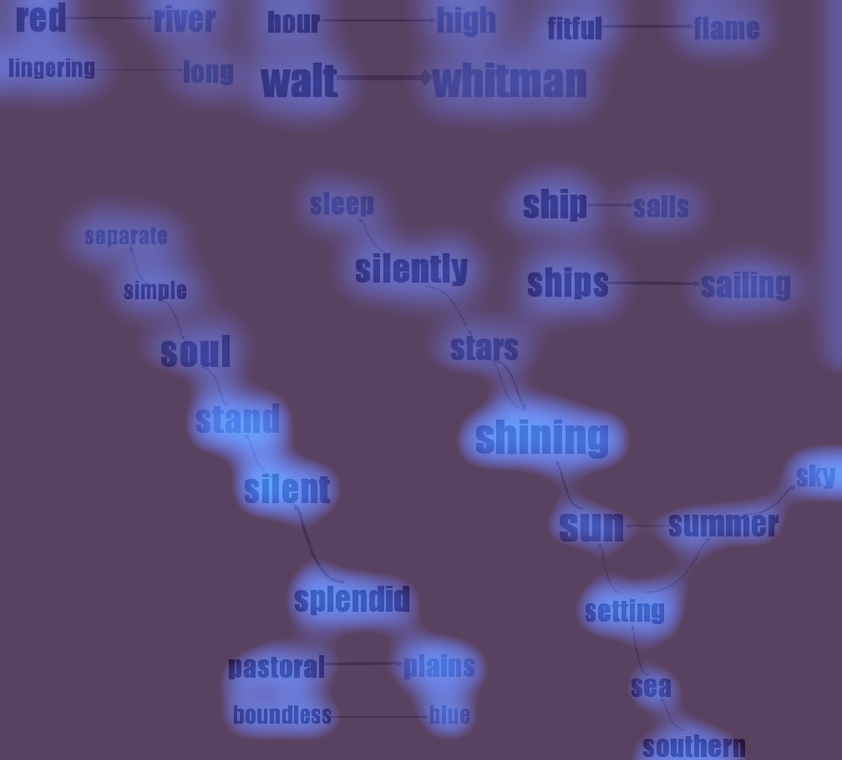 red river hour high fitful flame
lingering long walt whitman
sleep ship sails
separate
silently
simple ships sailing
soul stars
stand shining
silent sky
sun summer
splendid setting
pastoral plains
sea
boundless blue
southern